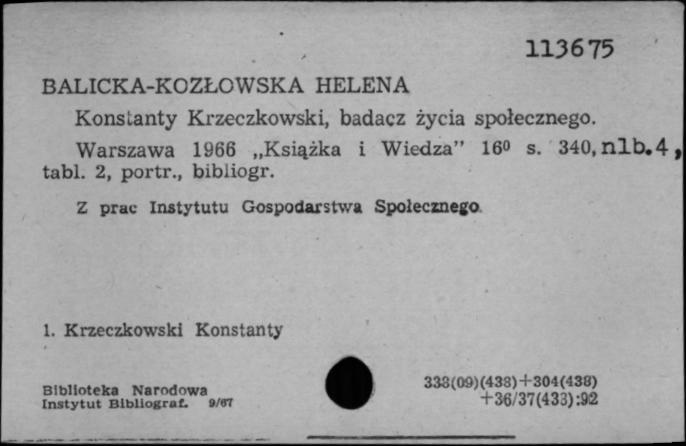 113675
BALICKA-KOZŁOWSKA HELENA
Konstanty Krzeczkowski, badacz życia społecznego.
Warszawa 1966 „Książka i Wiedza” 16⁰ s. 340, nlb.4,
tabl. 2, portr., bibliogr.
Z prac Instytutu Gospodarstwa Społecznego.
1. Krzeczkowski Konstanty
Biblioteka Narodowa
Instytut Bibliograf. 9/67
338(09)(438)+304(438)
+36/37(433):92